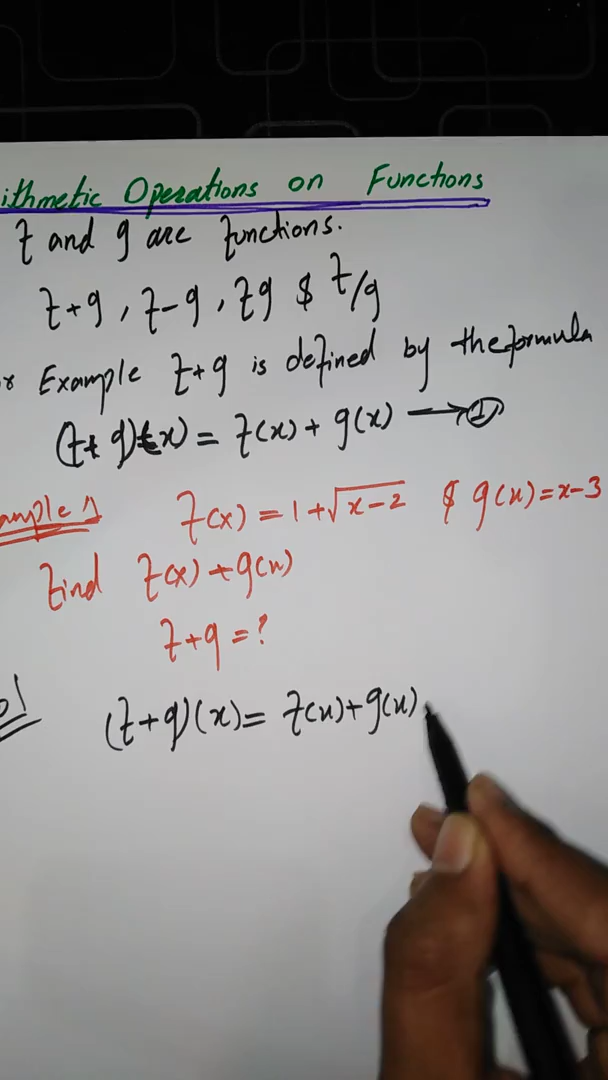 ithmetic Operations on Functions
f and g are functions.
f+g , f-g , fg $ f/g
Example f+g is defined by the formula
(f+g)(x) = f(x) + g(x) → ①
ample 1 f(x) = 1+√x-2 $ g(x) = x-3
Find f(x) + g(x)
f+g = ?
ol (f+g)(x) = f(x)+g(x)